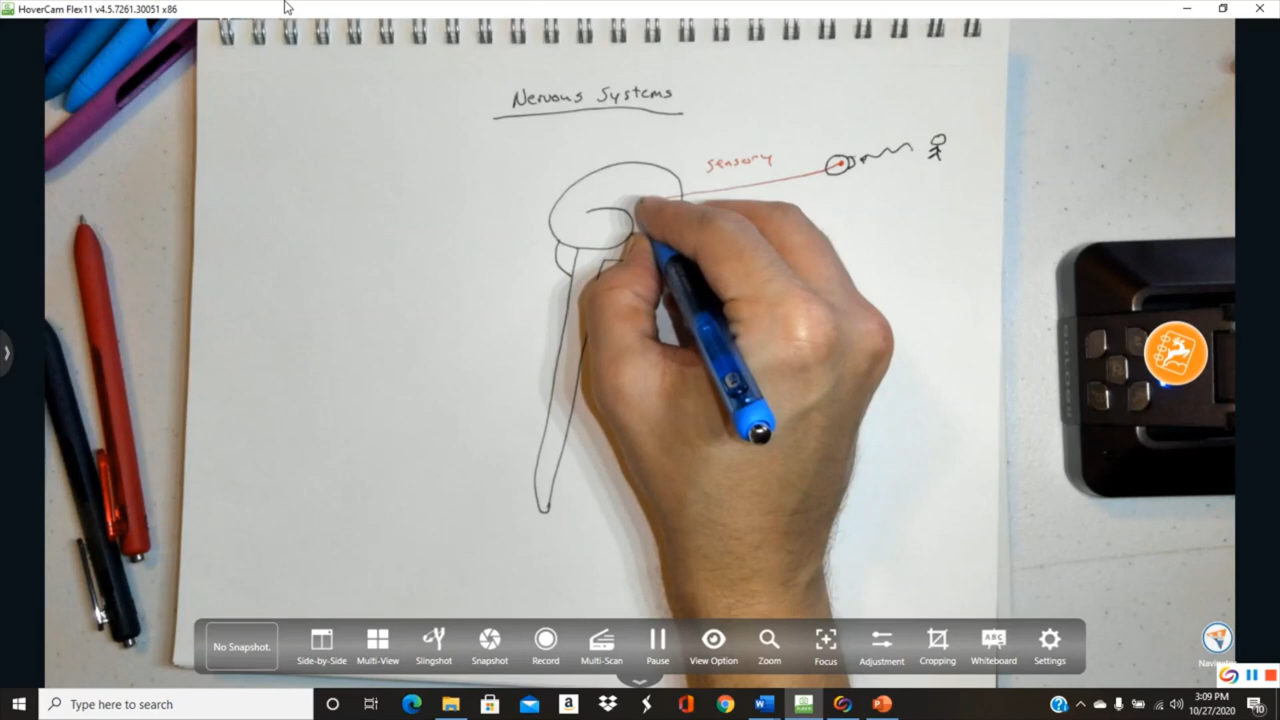 HoverCam Flex11 v4.5.7261.30051 x86
Nervous Systems
sensory
No Snapshot.
Side-by-Side
Multi-View
Slingshot
Snapshot
Record
Multi-Scan
Pause
View Option
Zoom
Focus
Adjustment
Cropping
ABC
Whiteboard
Settings
Type here to search
3:09 PM
10/27/2020
10